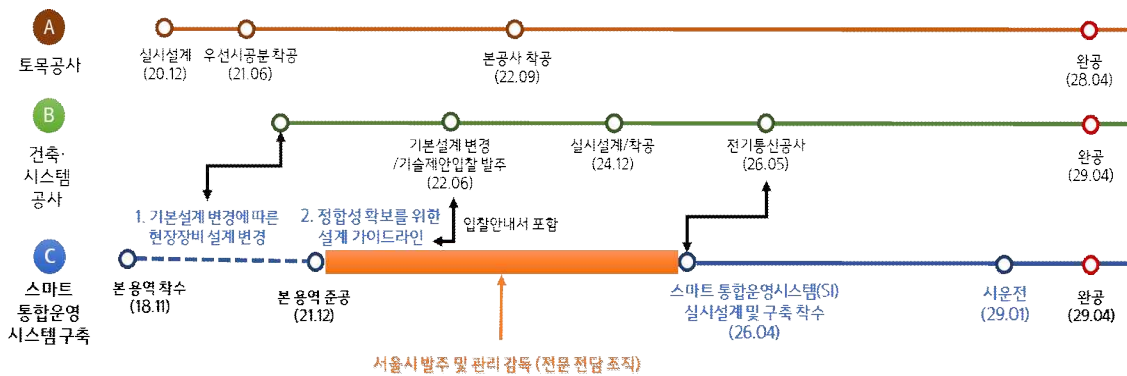 A
토목공사
실시설계
(20.12)
우선시공분 착공
(21.06)
본공사 착공
(22.09)
완공
(28.04)
B
건축·
시스템
공사
기본설계 변경
/기술제안입찰 발주
(22.06)
실시설계/착공
(24.12)
전기통신공사
(26.05)
완공
(29.04)
1. 기본설계 변경에 따른
현장장비 설계 변경
2. 정합성 확보를 위한
설계 가이드라인
입찰안내서 포함
C
스마트
통합운영
시스템 구축
본 용역 착수
(18.11)
본 용역 준공
(21.12)
스마트 통합운영시스템(SI)
실시설계 및 구축 착수
(26.04)
시운전
(29.01)
완공
(29.04)
서울시 발주 및 관리 감독 (전문 전담 조직)